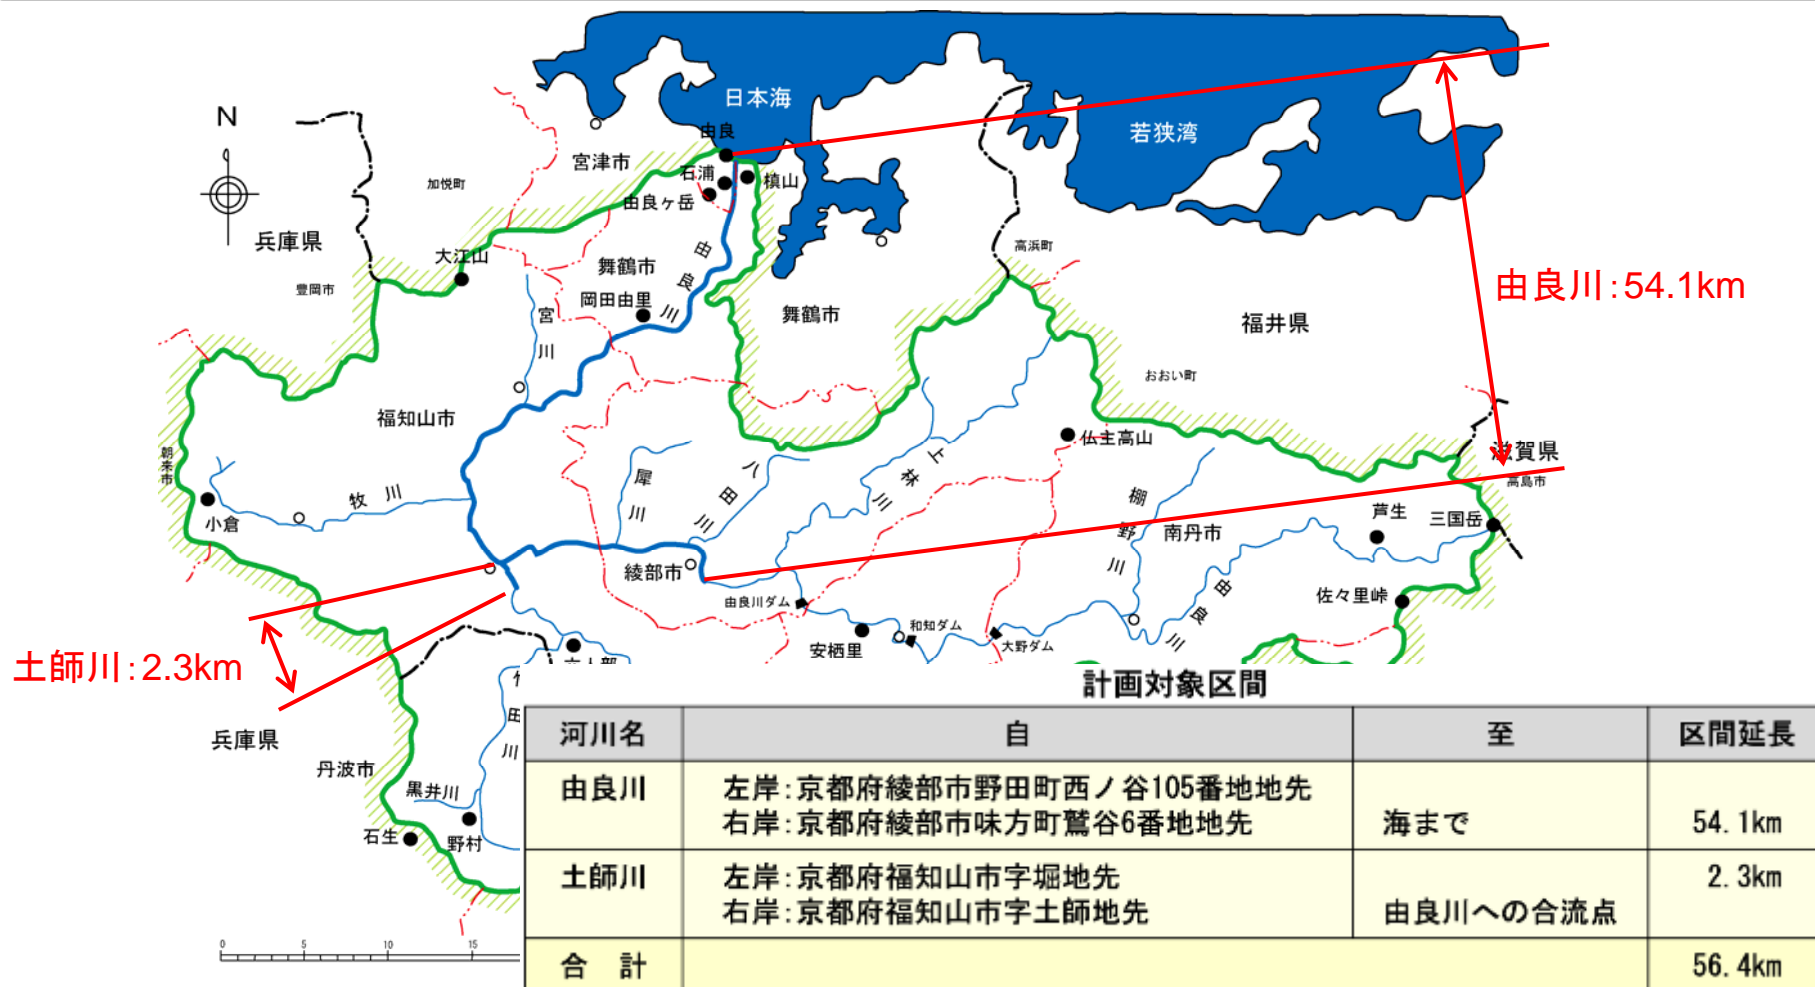 日本海
若狭湾
N
由良
宮津市
石浦
槙山
加悦町
由良ヶ岳
兵庫県
大江山
豊岡市
舞鶴市
由良川
高浜町
岡田由里
宮川
舞鶴市
福井県
由良川:54.1km
おおい町
福知山市
仏主高山
滋賀県
高島市
朝来市
小倉
牧川
犀川
八田川
上林川
棚野川
南丹市
芦生
三国岳
綾部市
由良川ダム
和知ダム
大野ダム
安栖里
由良川
佐々里峠
土師川:2.3km
兵庫県
丹波市
田川
黒井川
石生
野村
0 5 10 15
計画対象区間
河川名 自 至 区間延長
由良川 左岸:京都府綾部市野田町西ノ谷105番地地先
右岸:京都府綾部市味方町鷲谷6番地地先 海まで 54.1km
土師川 左岸:京都府福知山市字堀地先 2.3km
右岸:京都府福知山市字土師地先 由良川への合流点
合 計 56.4km